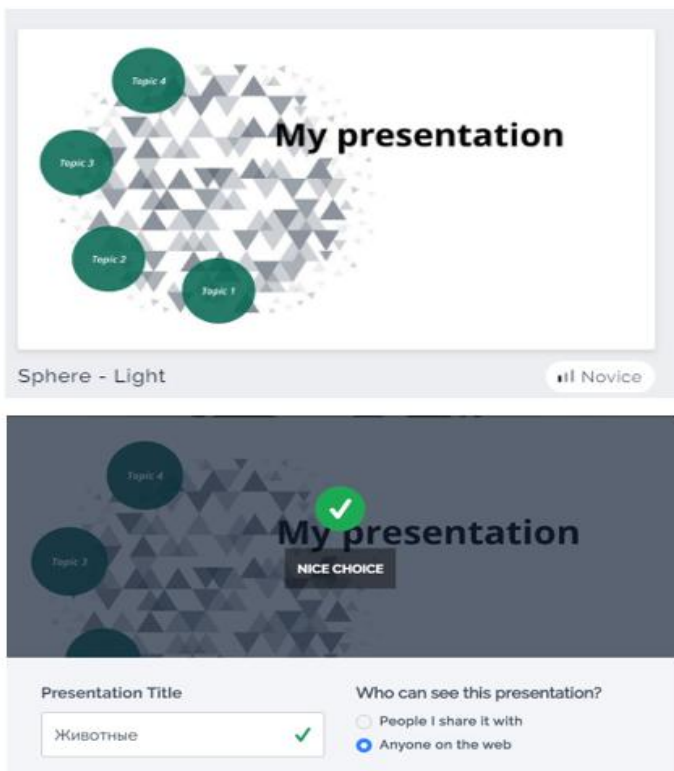 Topic 4
My presentation
Topic 3
Topic 2
Topic 1
Sphere - Light
Novice
Topic 4
My presentation
Topic 3
NICE CHOICE
Presentation Title
Who can see this presentation?
Животные
People I share it with
Anyone on the web